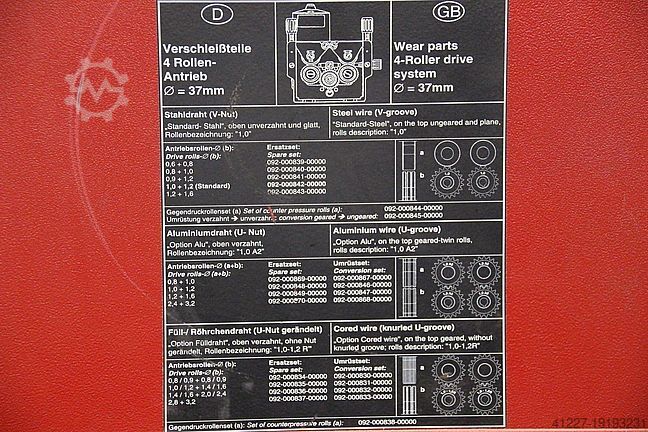 D
GB
Verschleißteile
4 Rollen-
Antrieb
Ø = 37mm
Wear parts
4-Roller drive
system
Ø = 37mm
Stahldraht (V-Nut)
„Standard- Stahl", oben unverzahnt und glatt,
Rollenbezeichnung: "1,0"
Steel wire (V-groove)
"Standard-Steel", on the top ungeared and plane,
rolls description: "1,0"
Antriebsrollen-Ø (b):
Drive rolls-Ø (b):
0,6 + 0,8
0,8 + 1,0
0,9 + 1,2
1,0 + 1,2 (Standard)
1,2 + 1,6
Ersatzset:
Spare set:
092-000839-00000
092-000840-00000
092-000841-00000
092-000842-00000
092-000843-00000
a
b
Gegendruckrollenset (a) Set of counter pressure rolls (a):
092-000844-00000
Umrüstung verzahnt → unverzahnt: conversion geared → ungeared:
092-000845-00000
Aluminiumdraht (U- Nut)
„Option Alu", oben verzahnt,
Rollenbezeichnung: "1,0 A2"
Aluminium wire (U-groove)
"Option Alu", on the top geared-twin rolls,
rolls description: "1,0 A2"
Antriebsrollen-Ø (a+b):
Drive rolls-Ø (a+b):
0,8 + 1,0
1,0 + 1,2
1,2 + 1,6
2,4 + 3,2
Ersatzset:
Spare set:
092-000869-00000
092-000848-00000
092-000849-00000
092-000870-00000
Umrüstset:
Conversion set:
092-000867-00000
092-000846-00000
092-000847-00000
092-000868-00000
a
b
Füll-/ Röhrchendraht (U-Nut gerändelt)
„Option Fülldraht", oben verzahnt, ohne Nut
gerändelt, Rollenbezeichnung: "1,0-1,2 R"
Cored wire (knurled U-groove)
"Option Cored wire", on the top geared, without
knurled groove; rolls description: "1,0-1,2R"
Antriebsrollen-Ø (b):
Drive rolls-Ø (b):
0,8 / 0,9 + 0,8 / 0,9
1,0 / 1,2 + 1,4 / 1,6
1,4 / 1,6 + 2,0 / 2,4
2,8 + 3,2
Ersatzset:
Spare set:
092-000834-00000
092-000835-00000
092-000836-00000
092-000837-00000
Umrüstset:
Conversion set:
092-000830-00000
092-000831-00000
092-000832-00000
092-000833-00000
a
b
Gegendruckrollenset (a) Set of counterpressure rolls (a):
092-000838-00000
41227-19193231